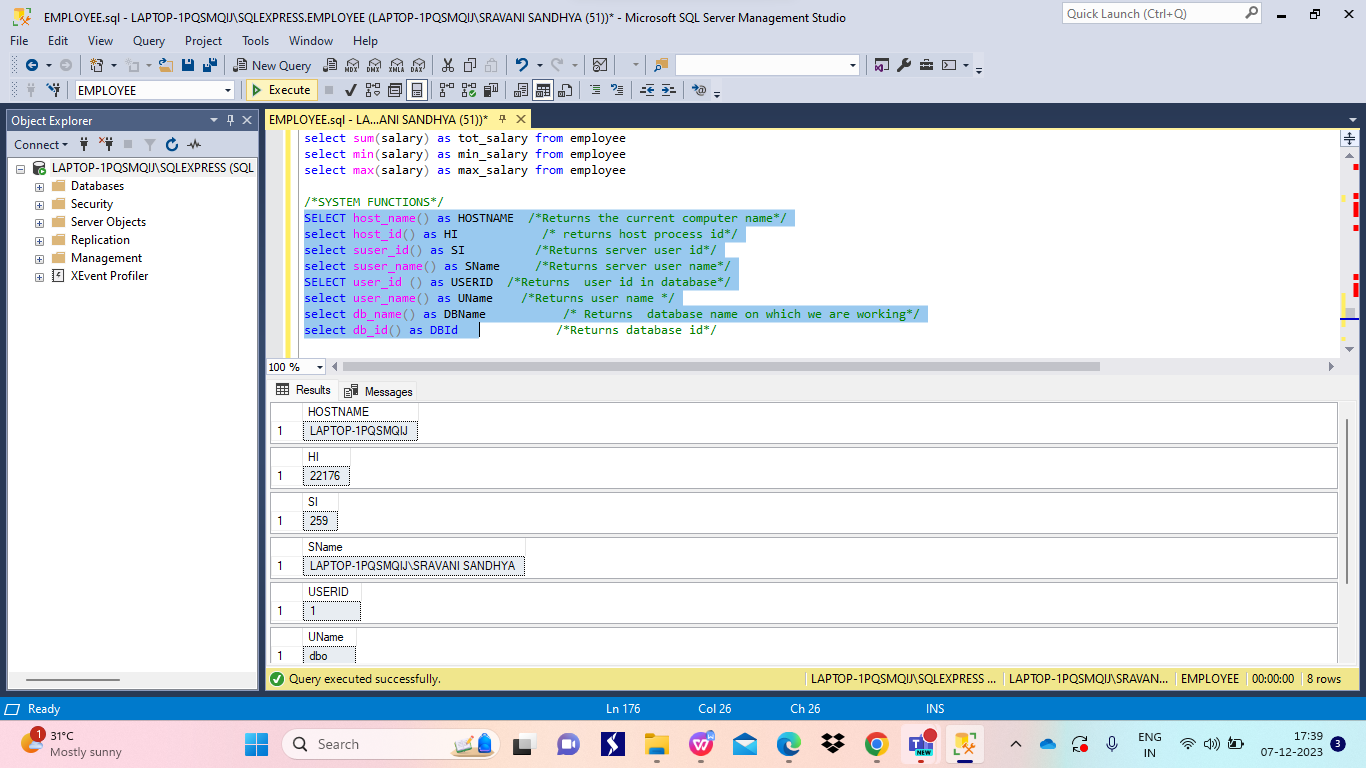 EMPLOYEE.sql - LAPTOP-1PQSMQIJ\SQLEXPRESS.EMPLOYEE (LAPTOP-1PQSMQIJ\SRAVANI SANDHYA (51))* - Microsoft SQL Server Management Studio
Quick Launch (Ctrl+Q)
File Edit View Query Project Tools Window Help
New Query MDX DMX XMLA DAX
EMPLOYEE Execute
Object Explorer
Connect
LAPTOP-1PQSMQIJ\SQLEXPRESS (SQL
Databases
Security
Server Objects
Replication
Management
XEvent Profiler
EMPLOYEE.sql - LA...ANI SANDHYA (51))*
select sum(salary) as tot_salary from employee
select min(salary) as min_salary from employee
select max(salary) as max_salary from employee
/*SYSTEM FUNCTIONS*/
SELECT host_name() as HOSTNAME /*Returns the current computer name*/
select host_id() as HI /* returns host process id*/
select suser_id() as SI /*Returns server user id*/
select suser_name() as SName /*Returns server user name*/
SELECT user_id () as USERID /*Returns user id in database*/
select user_name() as UName /*Returns user name */
select db_name() as DBName /* Returns database name on which we are working*/
select db_id() as DBId /*Returns database id*/
100 %
Results Messages
HOSTNAME
1 LAPTOP-1PQSMQIJ
HI
1 22176
SI
1 259
SName
1 LAPTOP-1PQSMQIJ\SRAVANI SANDHYA
USERID
1 1
UName
1 dbo
Query executed successfully. LAPTOP-1PQSMQIJ\SQLEXPRESS ... LAPTOP-1PQSMQIJ\SRAVAN... EMPLOYEE 00:00:00 8 rows
Ready Ln 176 Col 26 Ch 26 INS
1 31°C
Mostly sunny
Search
NEW
ENG
IN
17:39
07-12-2023
3